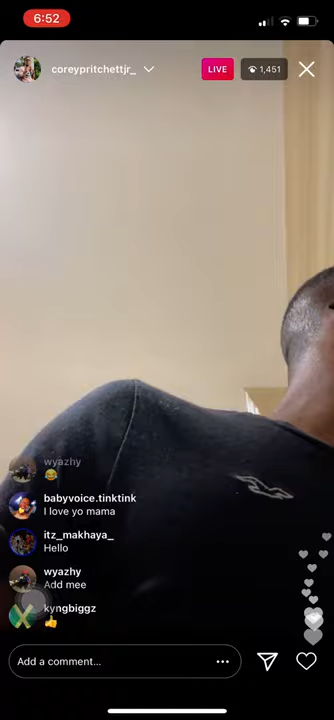 6:52
coreypritchettjr_
LIVE
1,451
wyazhy
😂
babyvoice.tinktink
I love yo mama
itz_makhaya_
Hello
wyazhy
Add mee
kyngbiggz
👍
Add a comment...